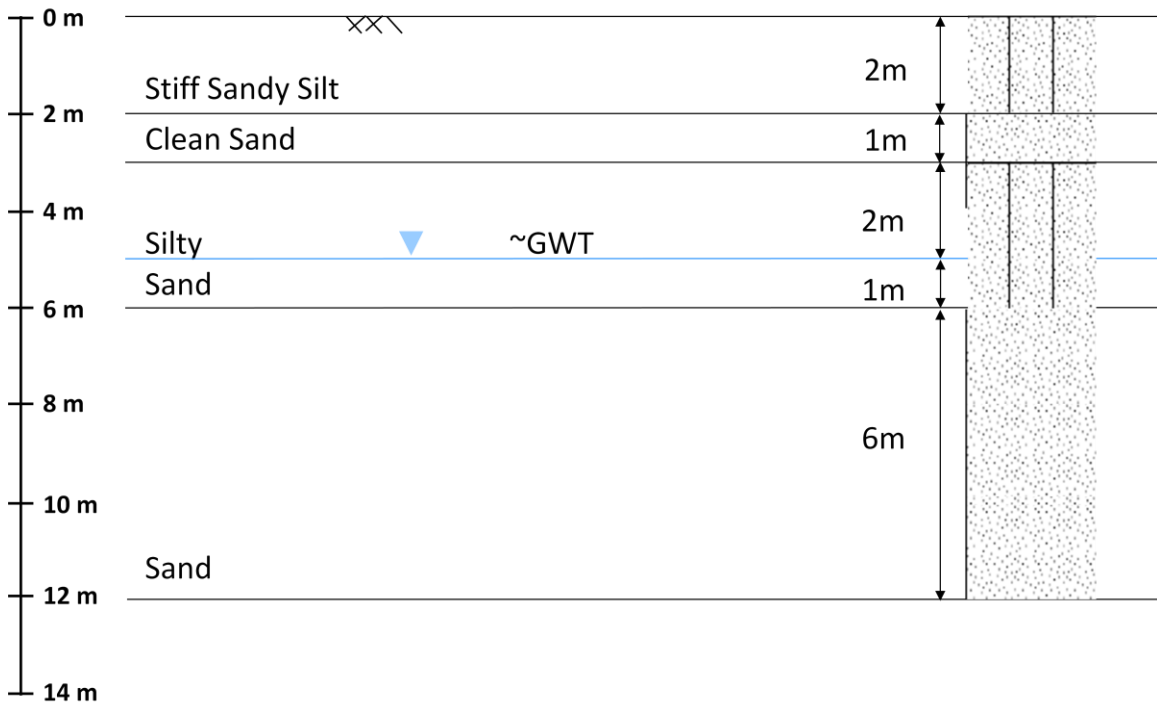 0 m
2m
Stiff Sandy Silt
2 m
Clean Sand
1m
4 m
2m
Silty
~GWT
Sand
1m
6 m
8 m
6m
10 m
Sand
12 m
14 m